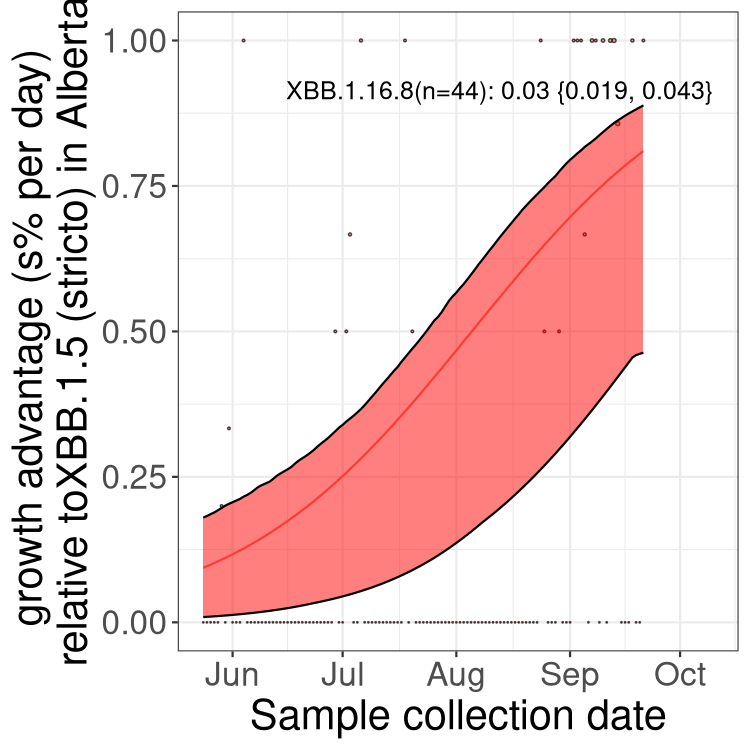 growth advantage (s% per day)
relative toXBB.1.5 (stricto) in Alberta
1.00
0.75
0.50
0.25
0.00
XBB.1.16.8(n=44): 0.03 {0.019, 0.043}
Jun Jul Aug Sep Oct
Sample collection date